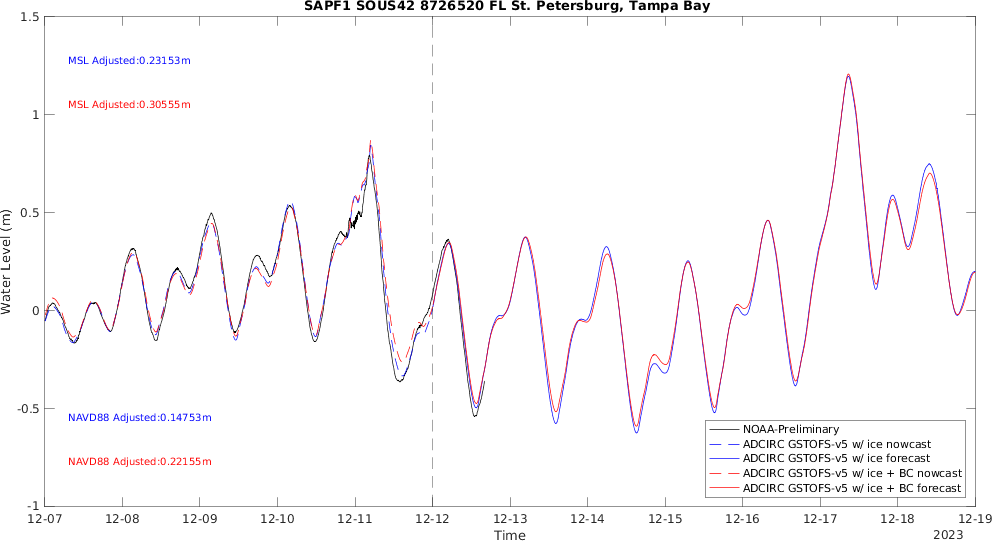 SAPF1 SOUS42 8726520 FL St. Petersburg, Tampa Bay
1.5
1
0.5
0
-0.5
-1
Water Level (m)
MSL Adjusted:0.23153m
MSL Adjusted:0.30555m
NAVD88 Adjusted:0.14753m
NAVD88 Adjusted:0.22155m
NOAA-Preliminary
ADCIRC GSTOFS-v5 w/ ice nowcast
ADCIRC GSTOFS-v5 w/ ice forecast
ADCIRC GSTOFS-v5 w/ ice + BC nowcast
ADCIRC GSTOFS-v5 w/ ice + BC forecast
12-07 12-08 12-09 12-10 12-11 12-12 12-13 12-14 12-15 12-16 12-17 12-18 12-19
Time
2023